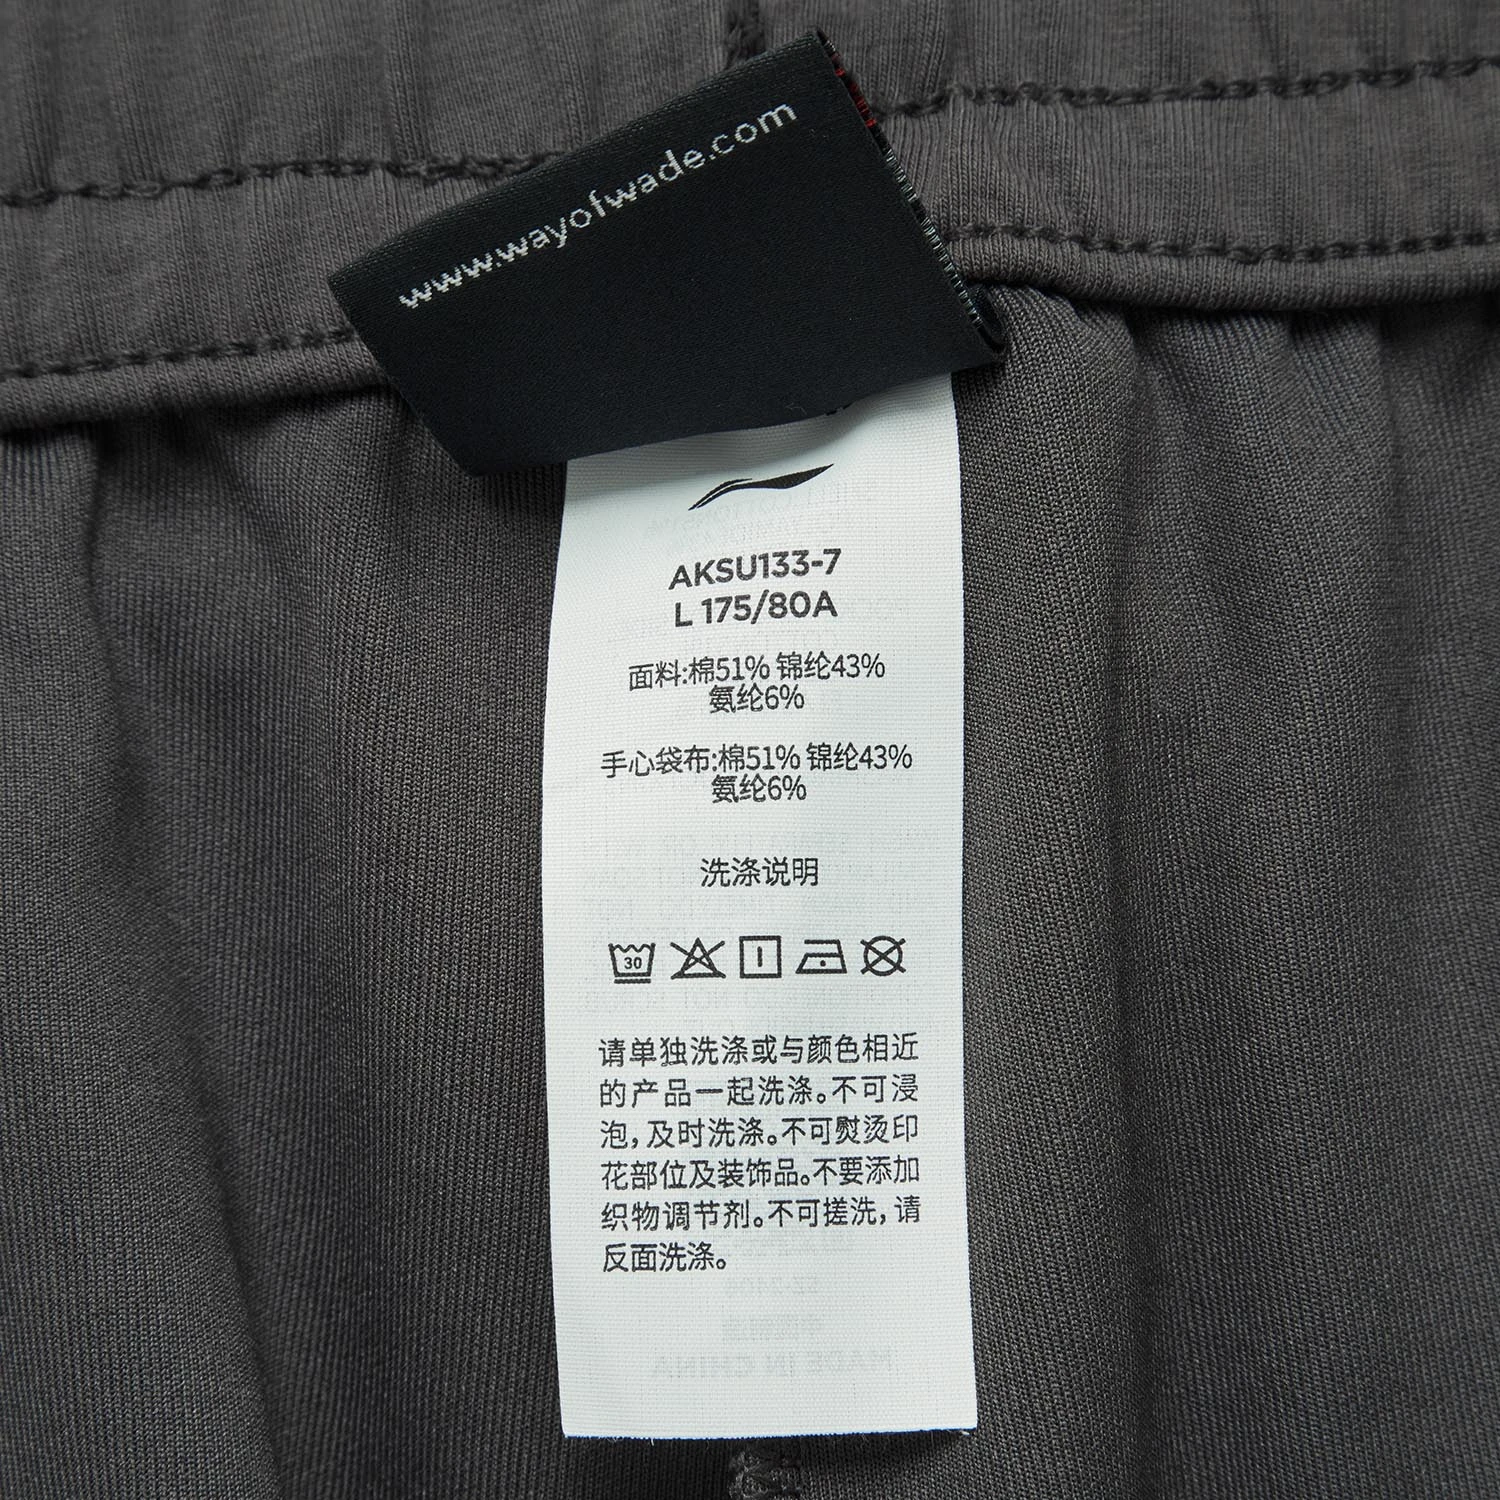 www.wayofwade.com
AKSU133-7
L 175/80A
面料:棉51% 锦纶43%
氨纶6%
手心袋布:棉51% 锦纶43%
氨纶6%
洗涤说明
30
请单独洗涤或与颜色相近
的产品一起洗涤。不可浸
泡,及时洗涤。不可熨烫印
花部位及装饰品。不要添加
织物调节剂。不可搓洗,请
反面洗涤。
MADE IN CHINA